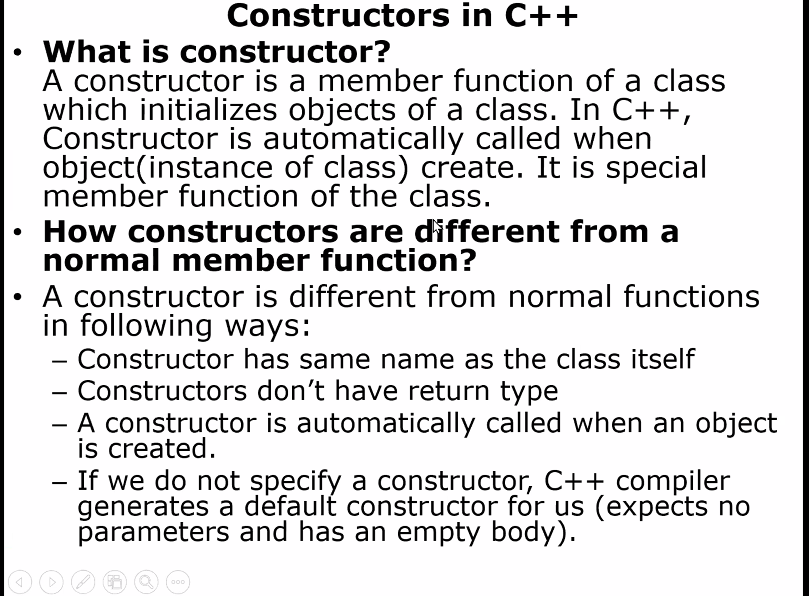 Constructors in C++
• What is constructor?
A constructor is a member function of a class
which initializes objects of a class. In C++,
Constructor is automatically called when
object(instance of class) create. It is special
member function of the class.
• How constructors are different from a
normal member function?
• A constructor is different from normal functions
in following ways:
– Constructor has same name as the class itself
– Constructors don’t have return type
– A constructor is automatically called when an object
is created.
– If we do not specify a constructor, C++ compiler
generates a default constructor for us (expects no
parameters and has an empty body).